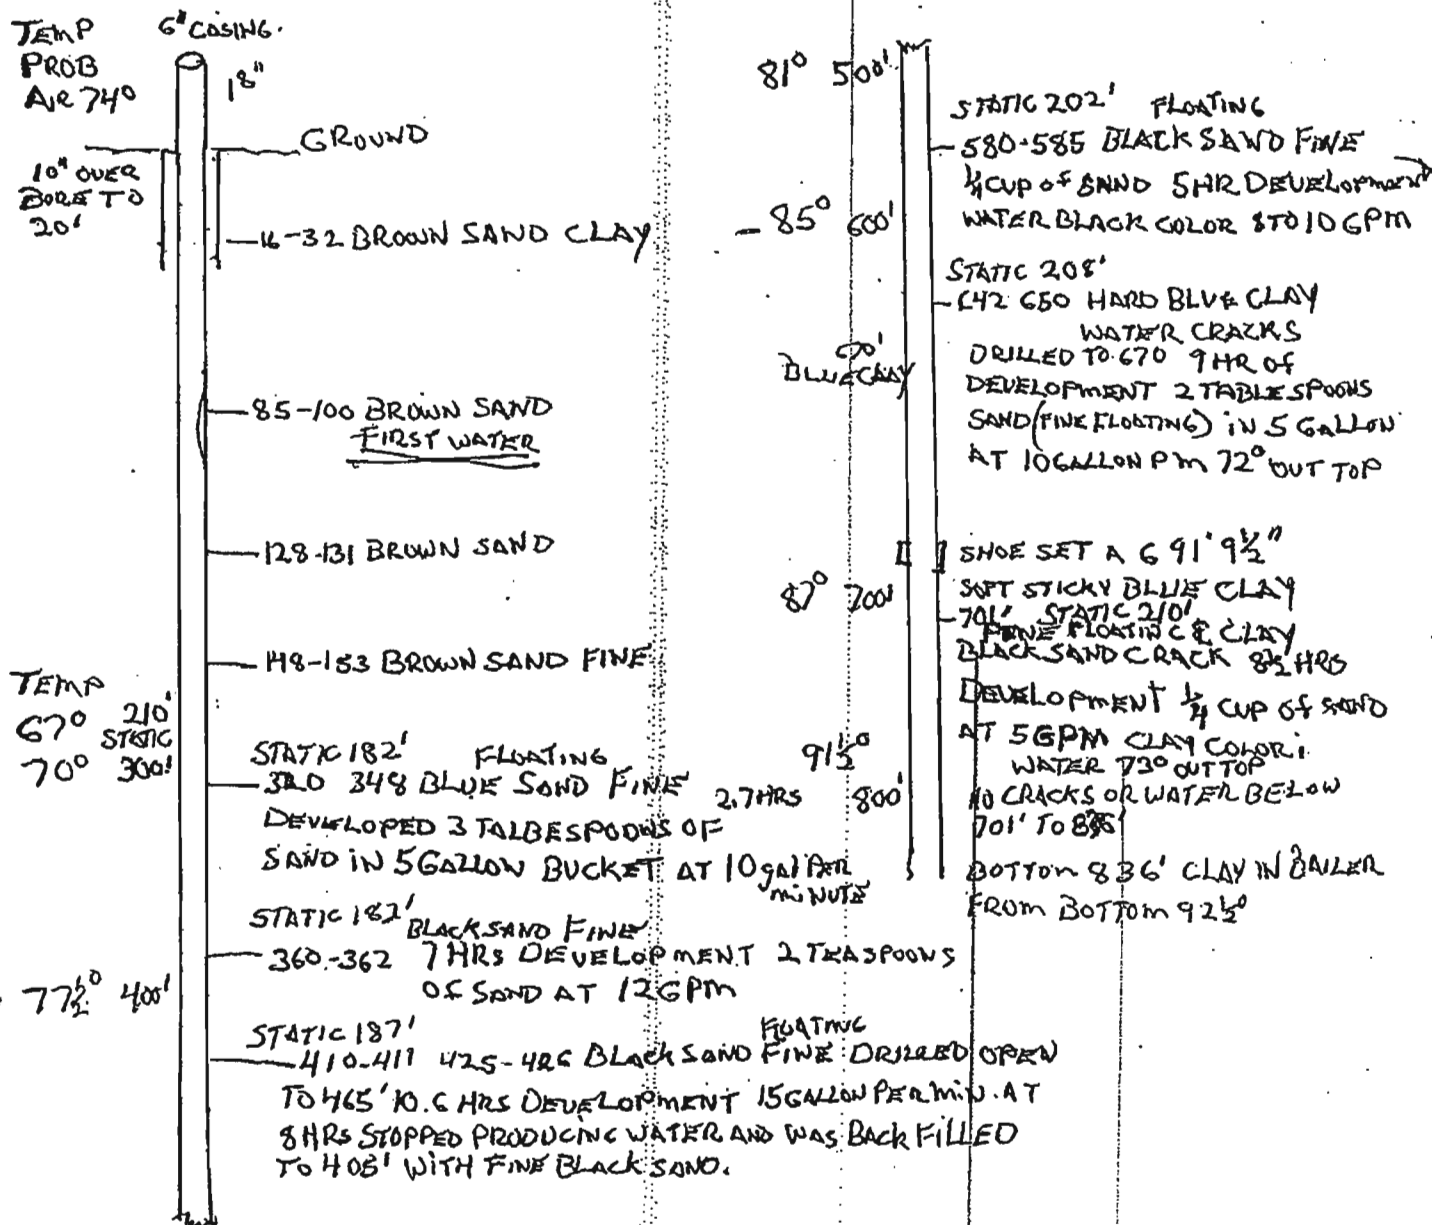 TEMP
PROB
AIR 74°
6" CASING.
18"
GROUND
10" OVER
BORE TO
20'
16-32 BROWN SAND CLAY
85-100 BROWN SAND
FIRST WATER
128-131 BROWN SAND
148-153 BROWN SAND FINE
TEMP
67° 210'
STATIC
70° 300'
STATIC 182' FLOATING
320 348 BLUE SAND FINE
DEVELOPED 3 TALBESPOONS OF
SAND IN 5 GALLON BUCKET AT 10 gal PER
MINUTE
STATIC 182'
BLACK SAND FINE
360-362 7 HRS DEVELOPMENT 2 TEASPOONS
OF SAND AT 12 GPM
77½° 400'
STATIC 187' FLOATING
410-411 425-426 BLACK SAND FINE DRILLED OPEN
TO 465' 10.6 HRS DEVELOPMENT 15 GALLON PER MIN. AT
8 HRS STOPPED PRODUCING WATER AND WAS BACK FILLED
TO 405' WITH FINE BLACK SAND.
81° 500'
STATIC 202' FLOATING
580-585 BLACK SAND FINE
¼ CUP OF SAND 5 HR DEVELOPMENT
WATER BLACK COLOR 8 TO 10 GPM
85° 600'
STATIC 208'
642 650 HARD BLUE CLAY
WATER CRACKS
DRILLED TO 670 9 HR OF
DEVELOPMENT 2 TABLESPOONS
SAND (FINE FLOATING) IN 5 GALLON
AT 10 GALLON PM 72° OUT TOP
BLUE CLAY
SHOE SET A 691' 9½"
87° 700'
SOFT STICKY BLUE CLAY
701' STATIC 210'
FINE FLOATING & CLAY
BLACK SAND CRACK 8½ HRS
DEVELOPMENT ¼ CUP OF SAND
AT 5 GPM CLAY COLOR
WATER 73° OUT TOP
91½°
2.7 HRS 800'
NO CRACKS OR WATER BELOW
701' TO 836'
BOTTOM 836' CLAY IN BAILER
FROM BOTTOM 92½°